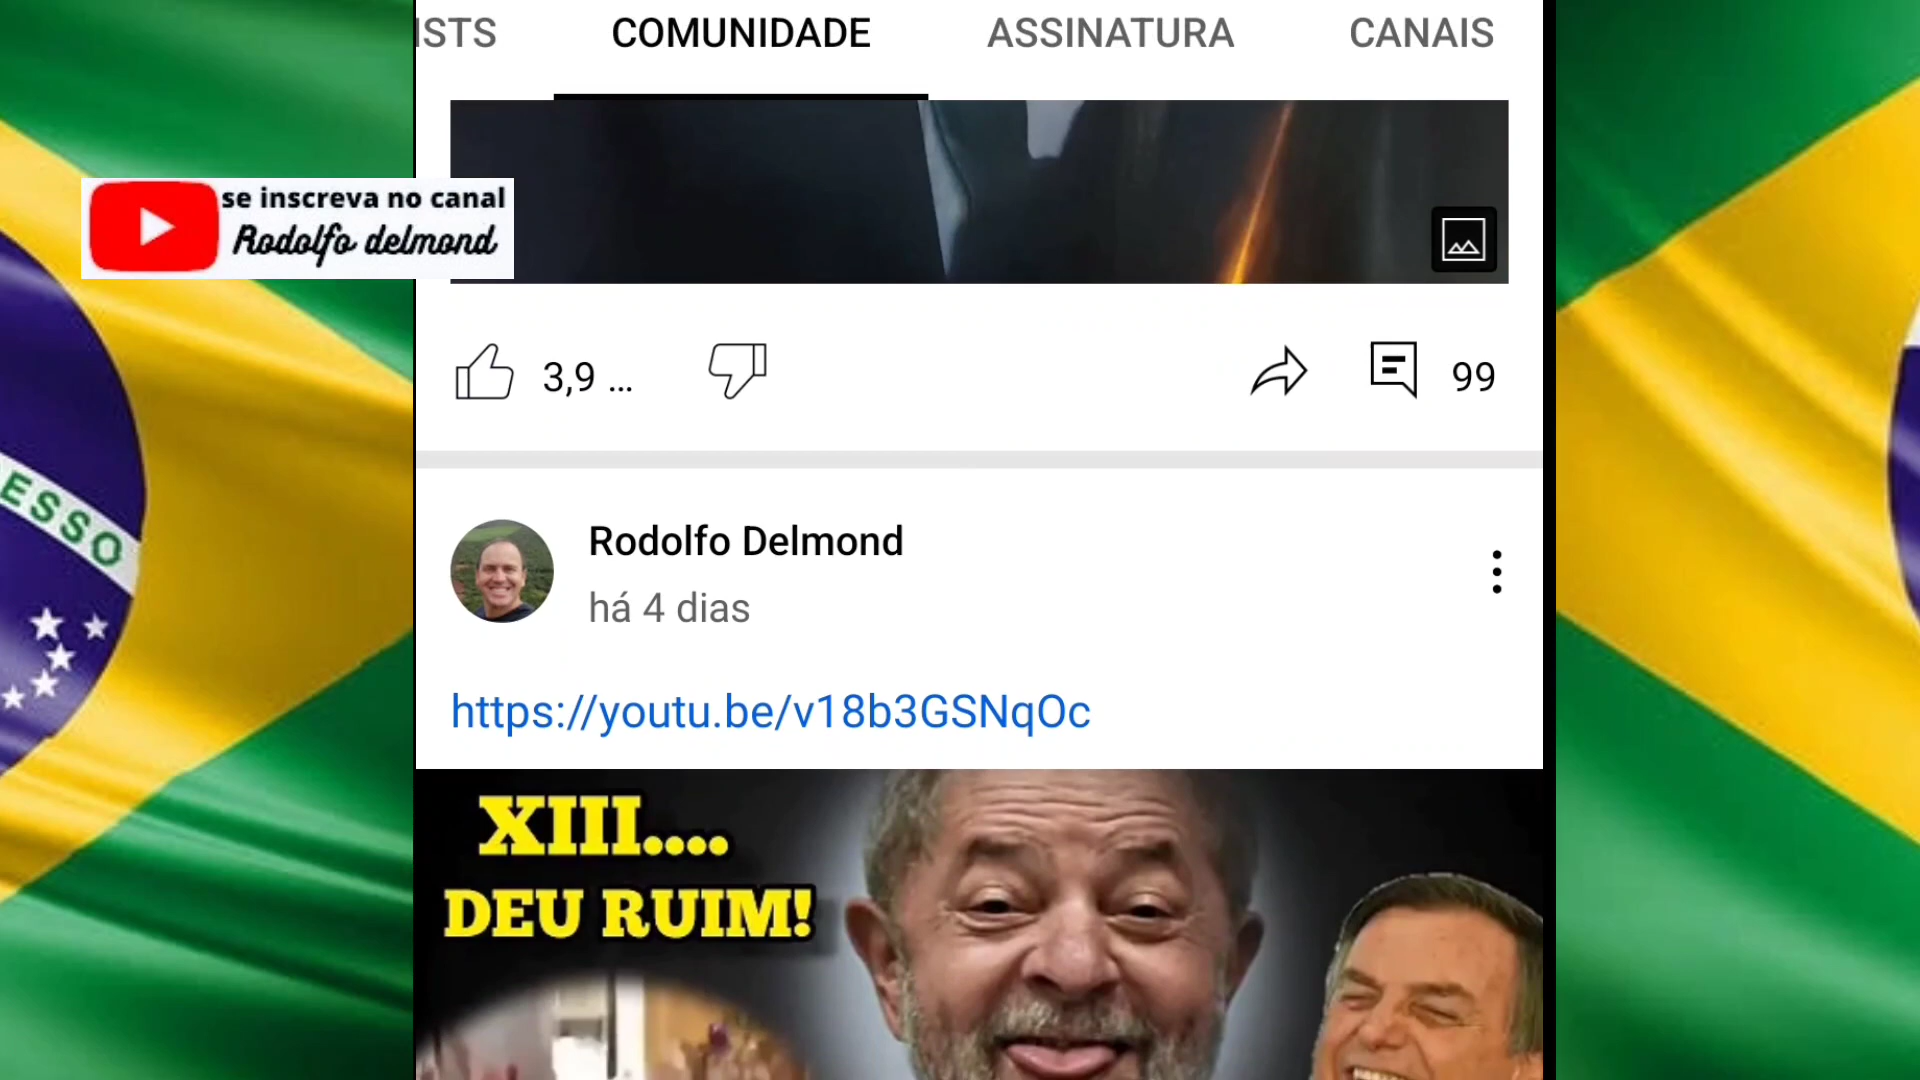 ISTS
COMUNIDADE
ASSINATURA
CANAIS
se inscreva no canal
Rodolfo delmond
3,9 ...
99
Rodolfo Delmond
há 4 dias
https://youtu.be/v18b3GSNqOc
XIII....
DEU RUIM!
ESSO